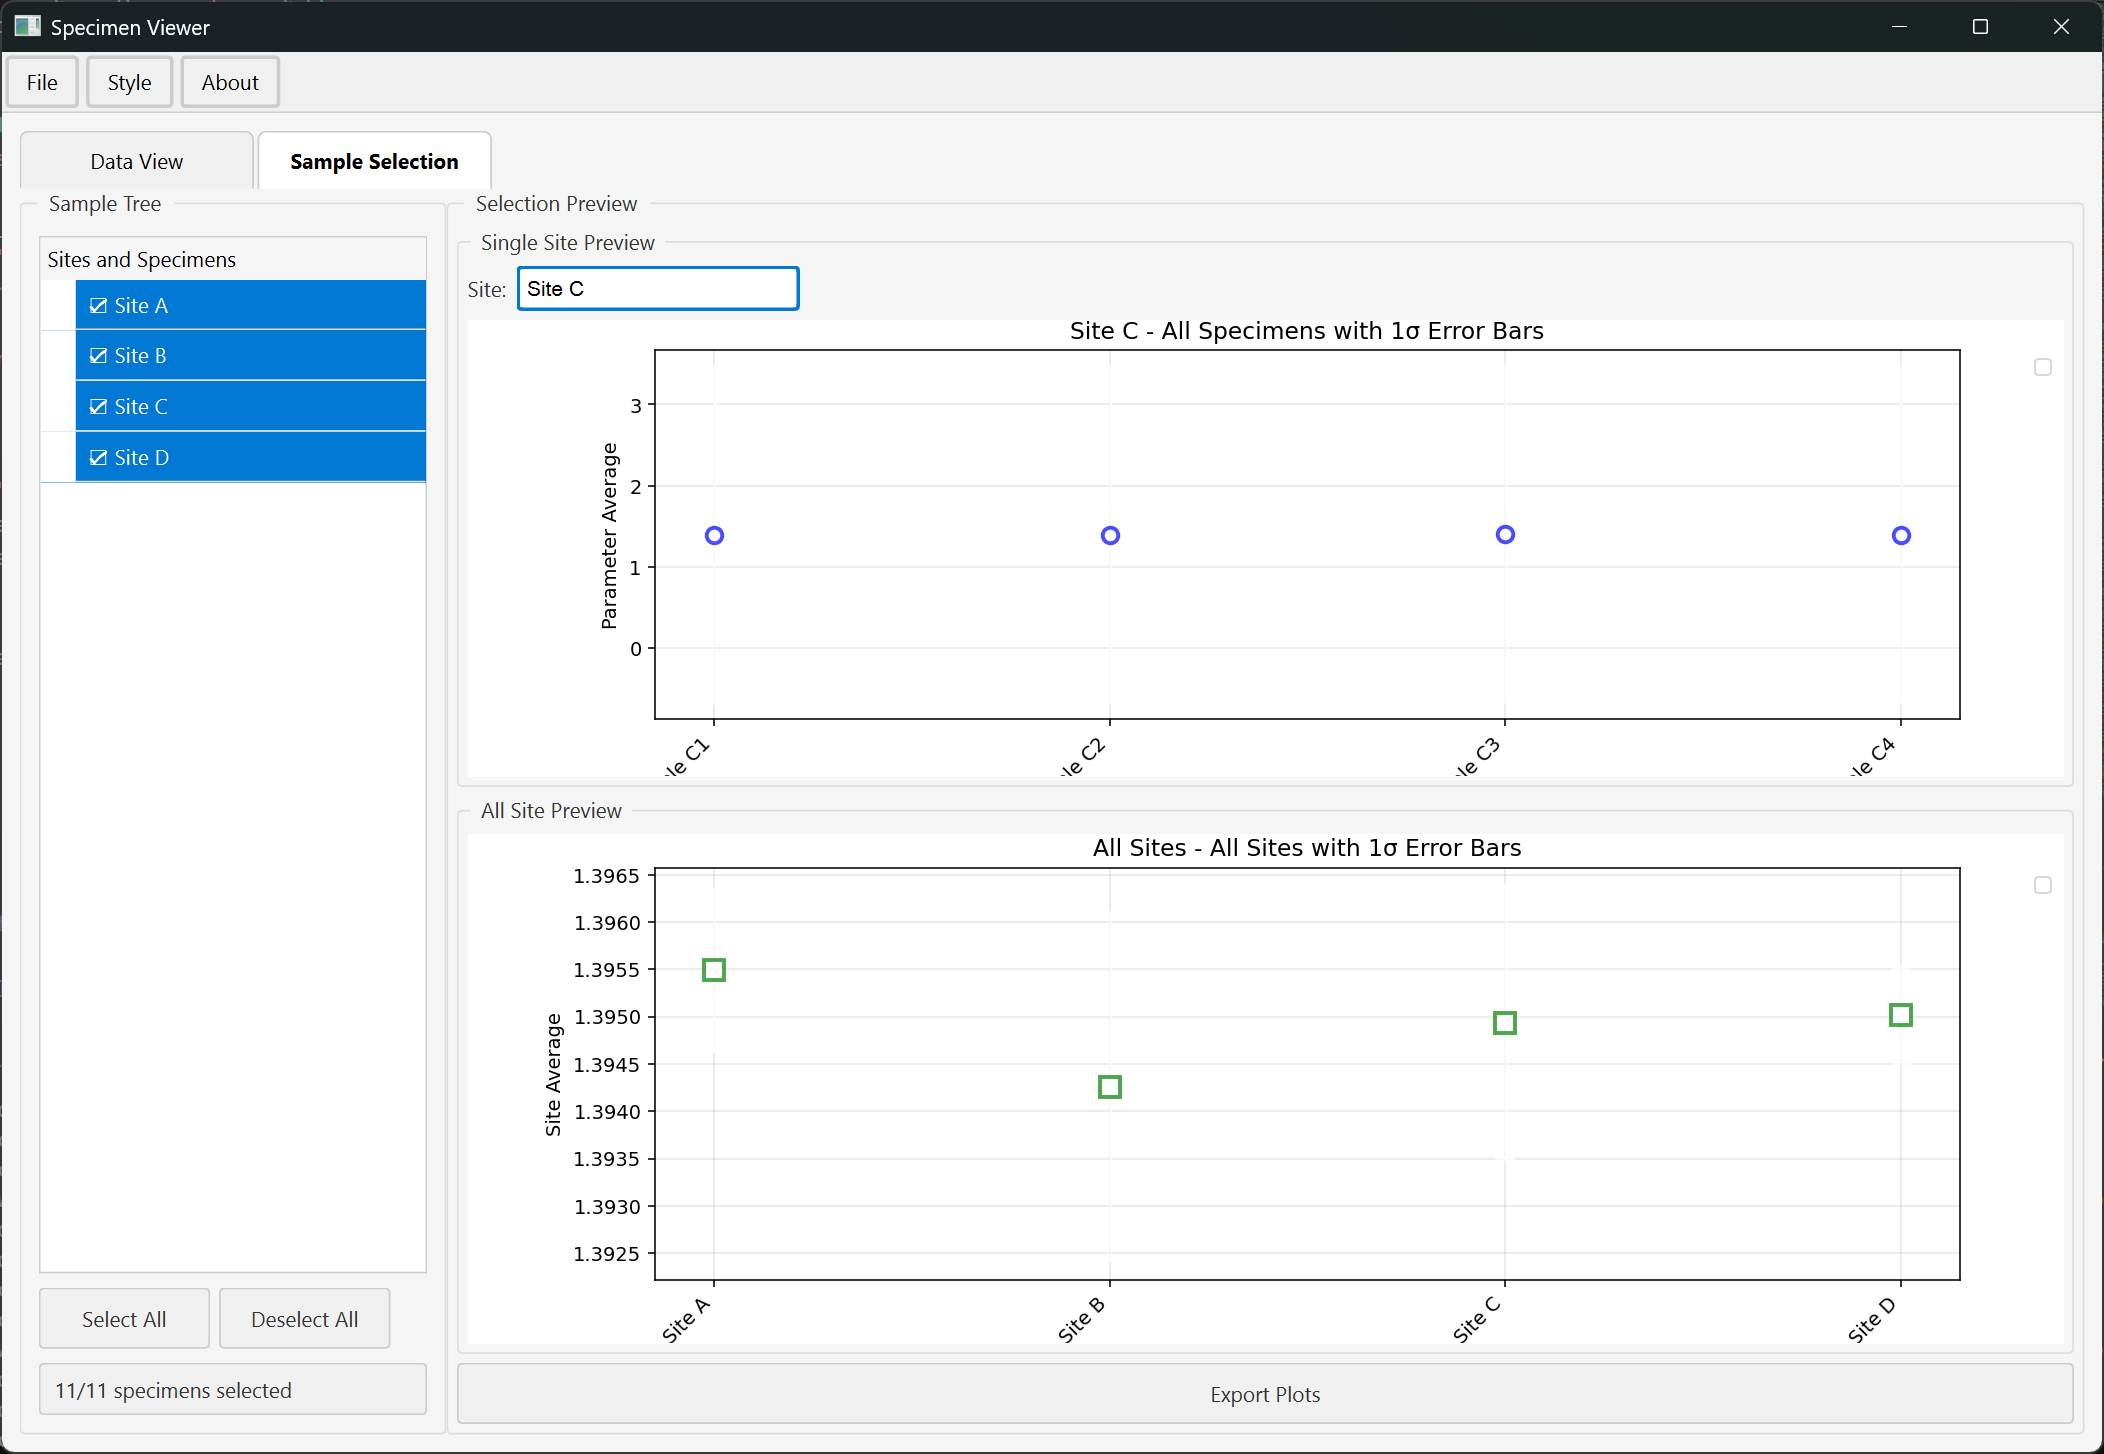 Specimen Viewer
File
Style
About
Data View
Sample Selection
Sample Tree
Sites and Specimens
Site A
Site B
Site C
Site D
Select All
Deselect All
11/11 specimens selected
Selection Preview
Single Site Preview
Site: Site C
Site C - All Specimens with 1σ Error Bars
Parameter Average
3
2
1
0
le C1
le C2
le C3
le C4
All Site Preview
All Sites - All Sites with 1σ Error Bars
Site Average
1.3965
1.3960
1.3955
1.3950
1.3945
1.3940
1.3935
1.3930
1.3925
Site A
Site B
Site C
Site D
Export Plots